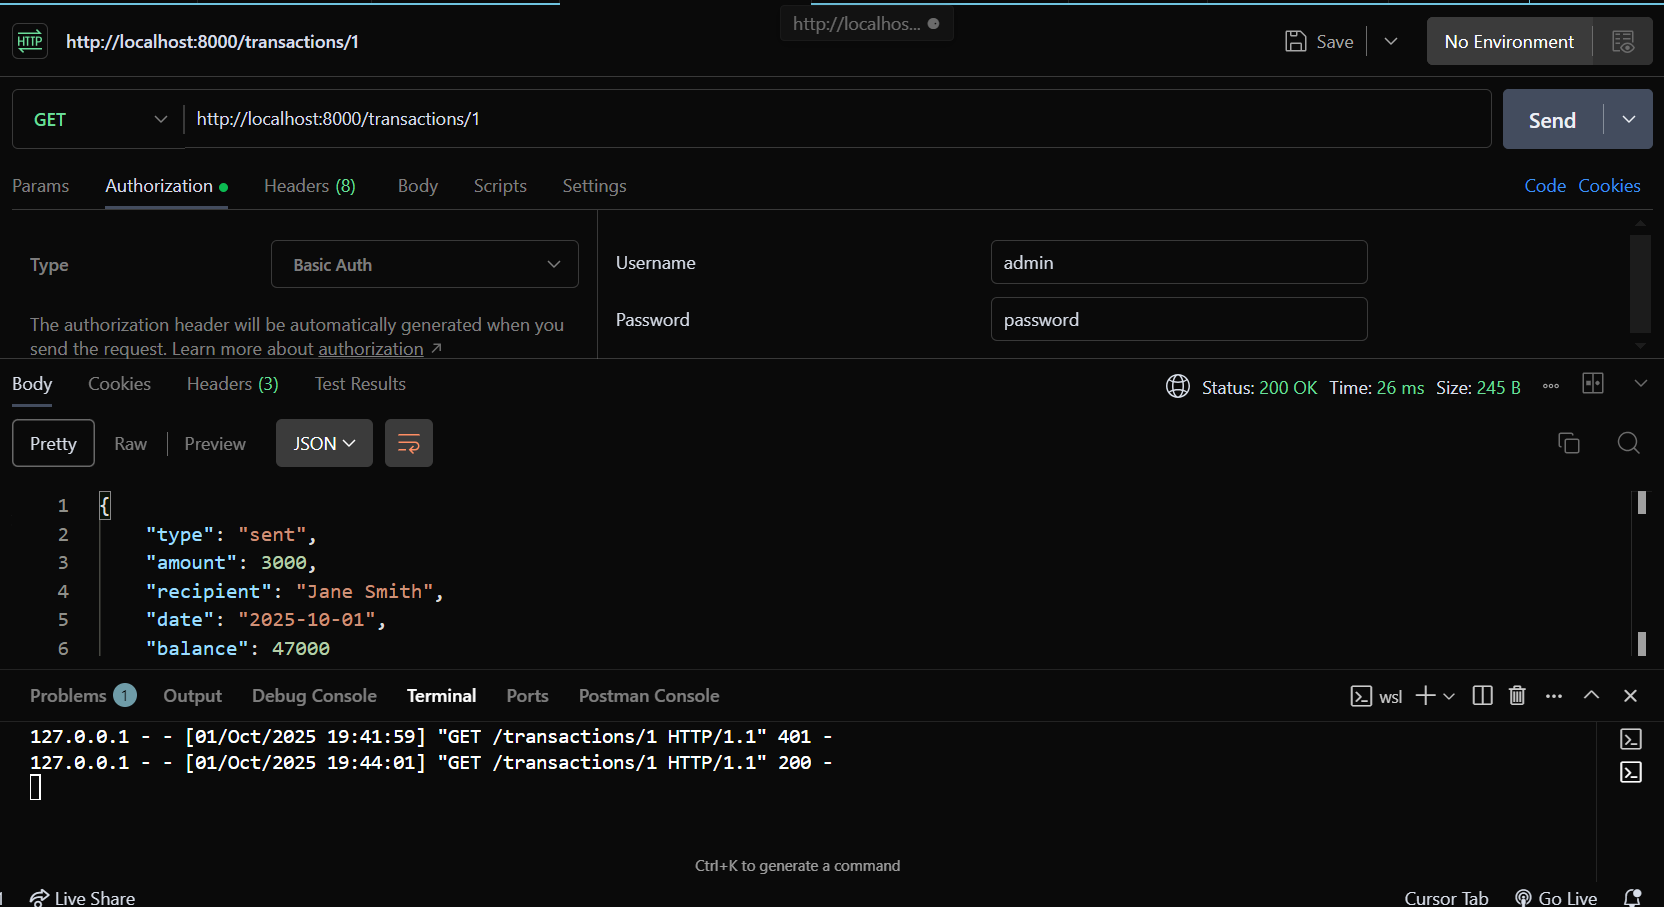 http://localhos...
HTTP http://localhost:8000/transactions/1 Save No Environment
GET http://localhost:8000/transactions/1 Send
Params Authorization Headers (8) Body Scripts Settings Code Cookies
Type Basic Auth Username admin
The authorization header will be automatically generated when you
send the request. Learn more about authorization ↗
Password password
Body Cookies Headers (3) Test Results Status: 200 OK Time: 26 ms Size: 245 B
Pretty Raw Preview JSON
1 {
2 "type": "sent",
3 "amount": 3000,
4 "recipient": "Jane Smith",
5 "date": "2025-10-01",
6 "balance": 47000
Problems 1 Output Debug Console Terminal Ports Postman Console wsl
127.0.0.1 - - [01/Oct/2025 19:41:59] "GET /transactions/1 HTTP/1.1" 401 -
127.0.0.1 - - [01/Oct/2025 19:44:01] "GET /transactions/1 HTTP/1.1" 200 -
Ctrl+K to generate a command
Live Share Cursor Tab Go Live